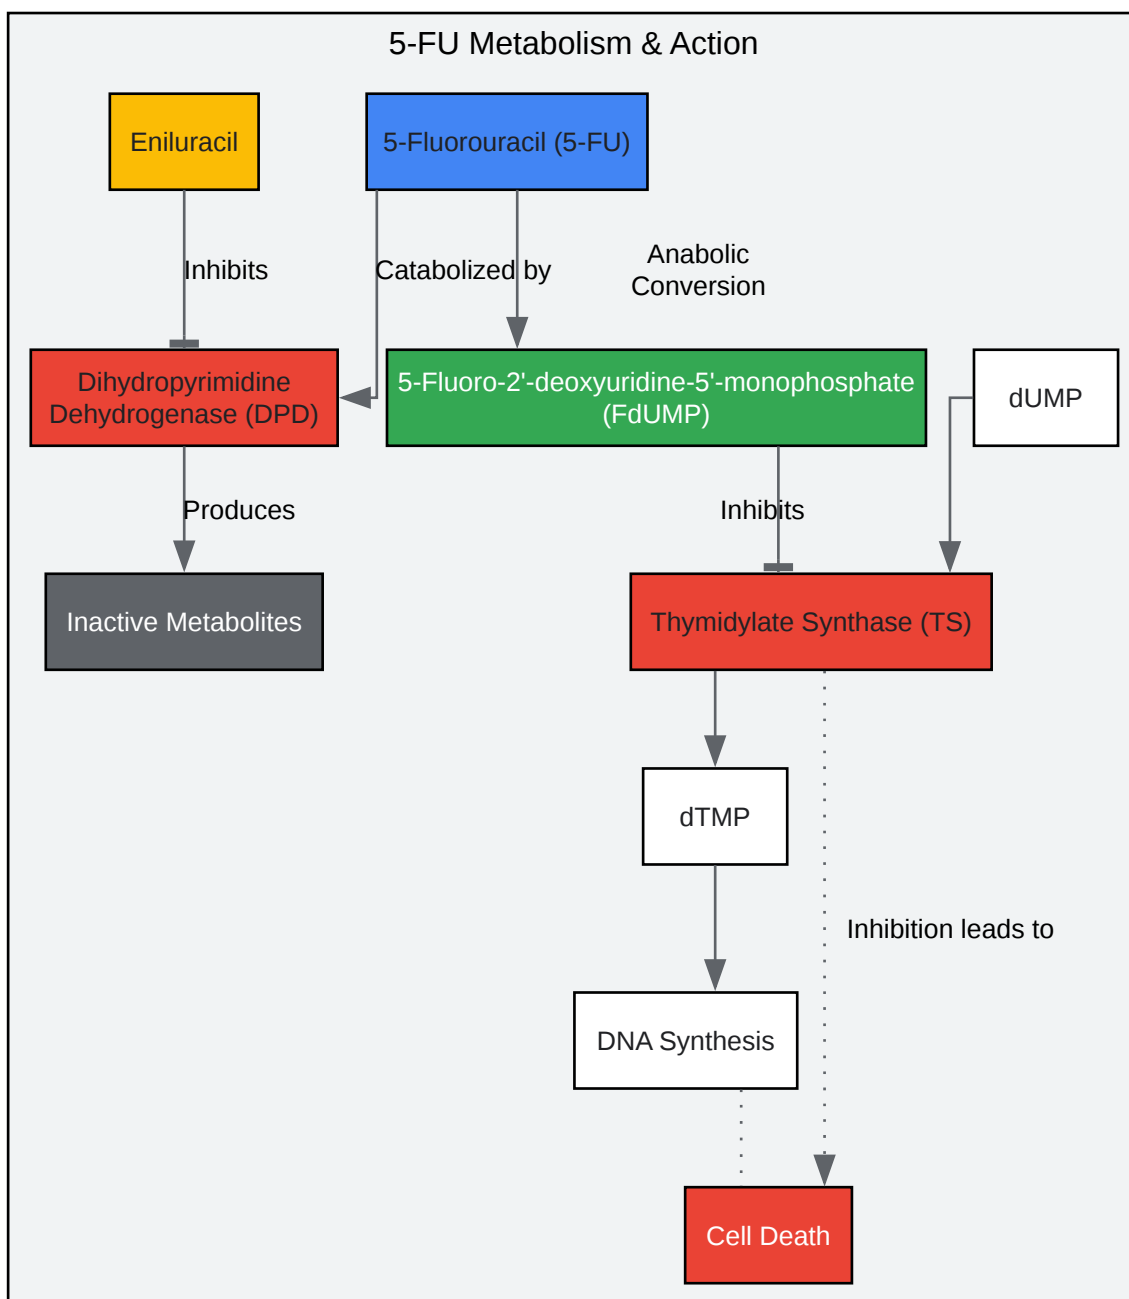 5-FU Metabolism & Action
Eniluracil
5-Fluorouracil (5-FU)
Inhibits
Catabolized by
Anabolic
Conversion
Dihydropyrimidine
Dehydrogenase (DPD)
5-Fluoro-2'-deoxyuridine-5'-monophosphate
(FdUMP)
dUMP
Produces
Inhibits
Inactive Metabolites
Thymidylate Synthase (TS)
dTMP
Inhibition leads to
DNA Synthesis
Cell Death